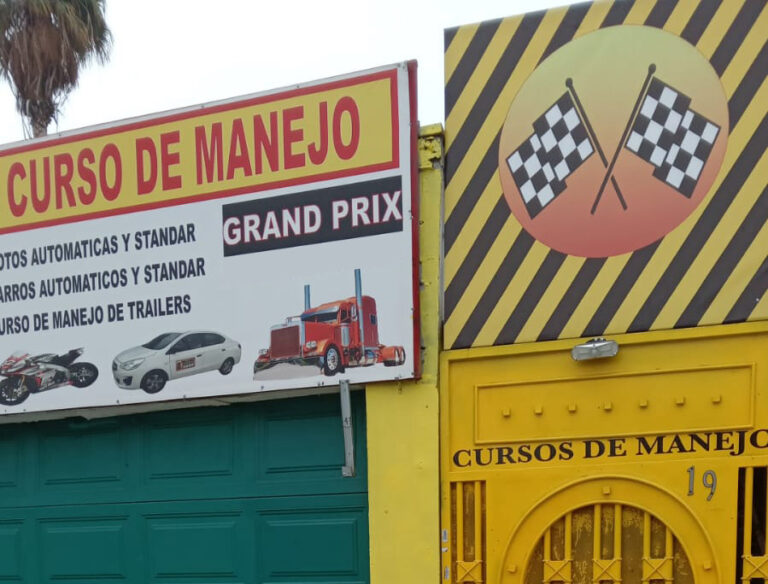 CURSO DE MANEJO
GRAND PRIX
OTOS AUTOMATICAS Y STANDAR
ARROS AUTOMATICOS Y STANDAR
URSO DE MANEJO DE TRAILERS
CURSOS DE MANEJO
19